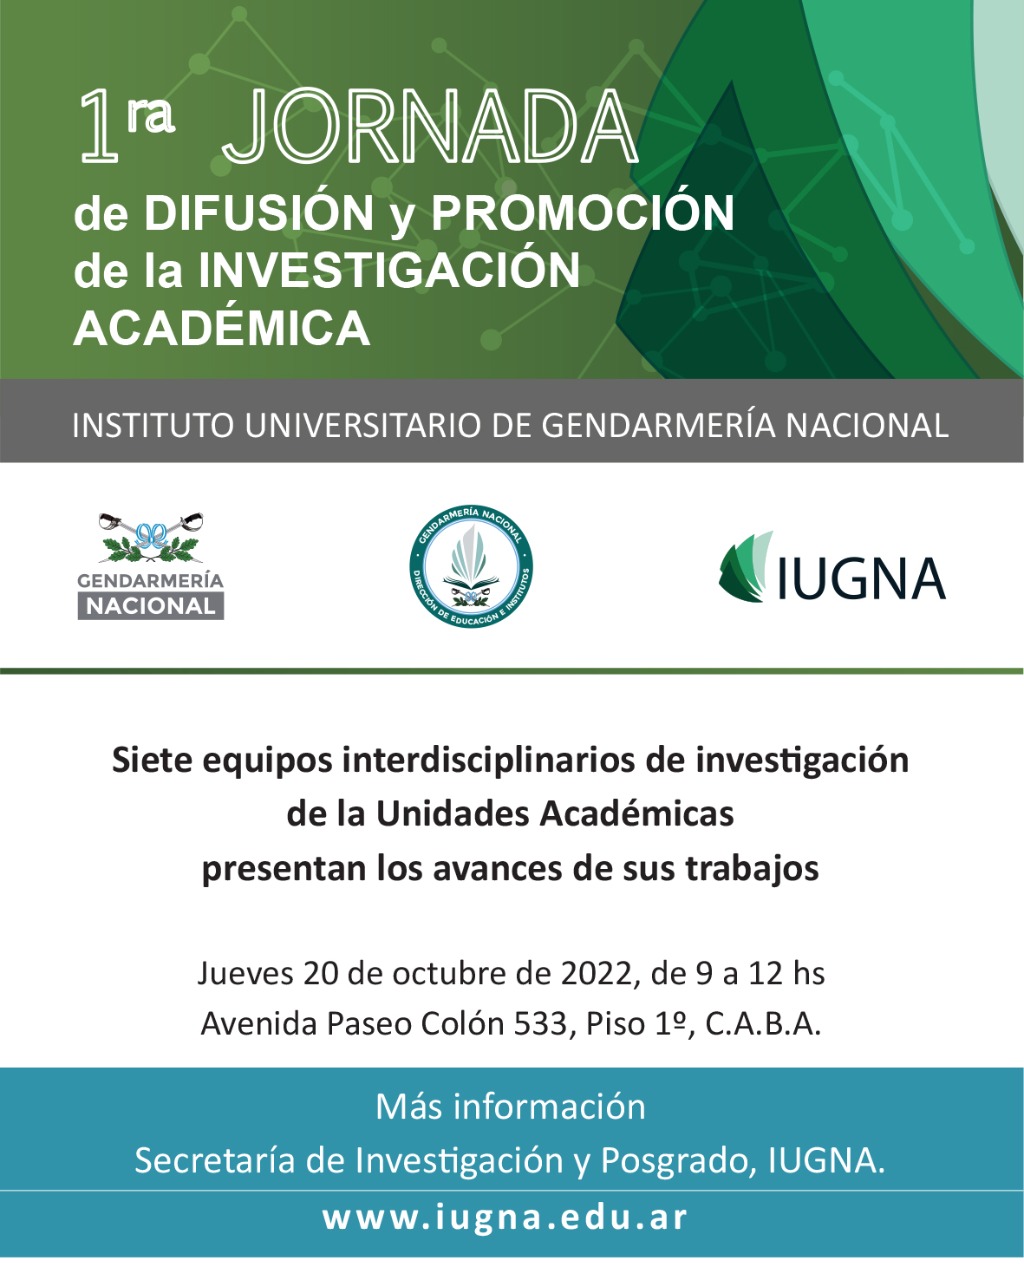 1ra JORNADA
de DIFUSIÓN y PROMOCIÓN
de la INVESTIGACIÓN
ACADÉMICA
INSTITUTO UNIVERSITARIO DE GENDARMERÍA NACIONAL
GENDARMERÍA
NACIONAL
GENDARMERÍA NACIONAL
DIRECCIÓN DE EDUCACIÓN E INSTITUTOS
IUGNA
Siete equipos interdisciplinarios de investigación
de la Unidades Académicas
presentan los avances de sus trabajos
Jueves 20 de octubre de 2022, de 9 a 12 hs
Avenida Paseo Colón 533, Piso 1º, C.A.B.A.
Más información
Secretaría de Investigación y Posgrado, IUGNA.
www.iugna.edu.ar